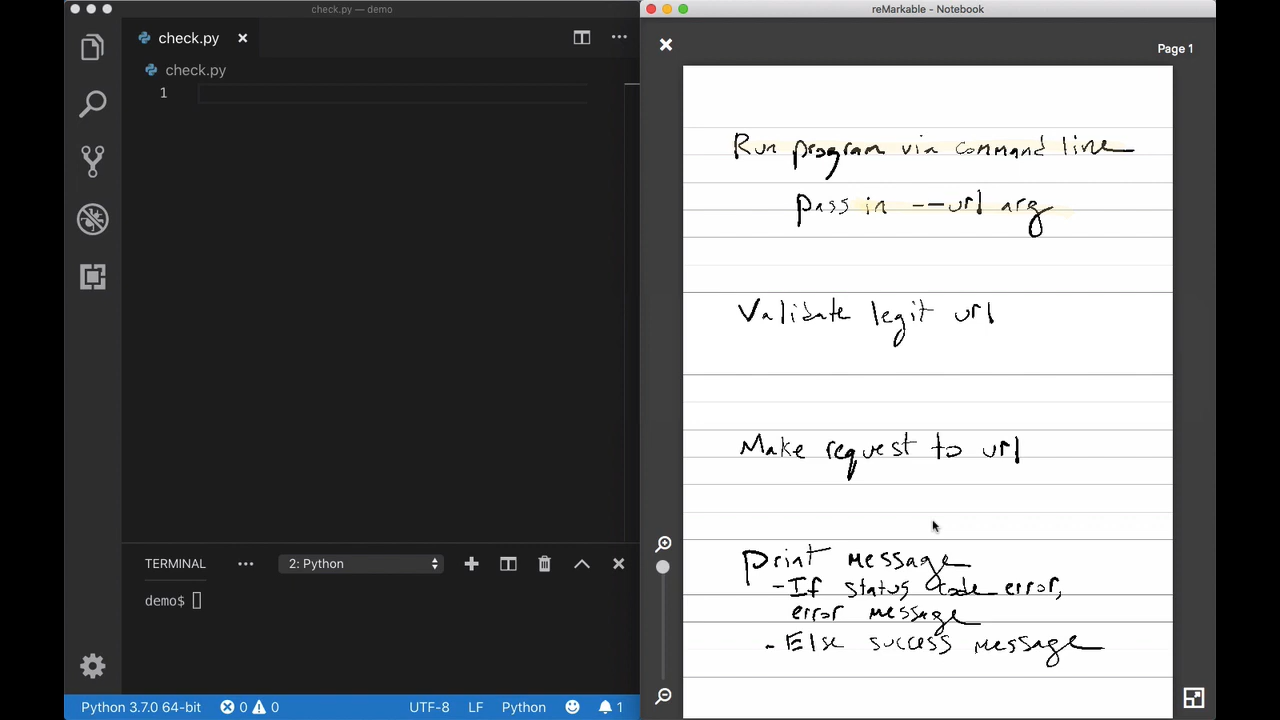 check.py — demo
check.py
check.py
1
TERMINAL
2: Python
demo$
Python 3.7.0 64-bit
0
0
UTF-8
LF
Python
1
reMarkable - Notebook
Page 1
Run program via command line
pass in --url arg
Validate legit url
Make request to url
print message
-If status code error,
error message
- Else success message